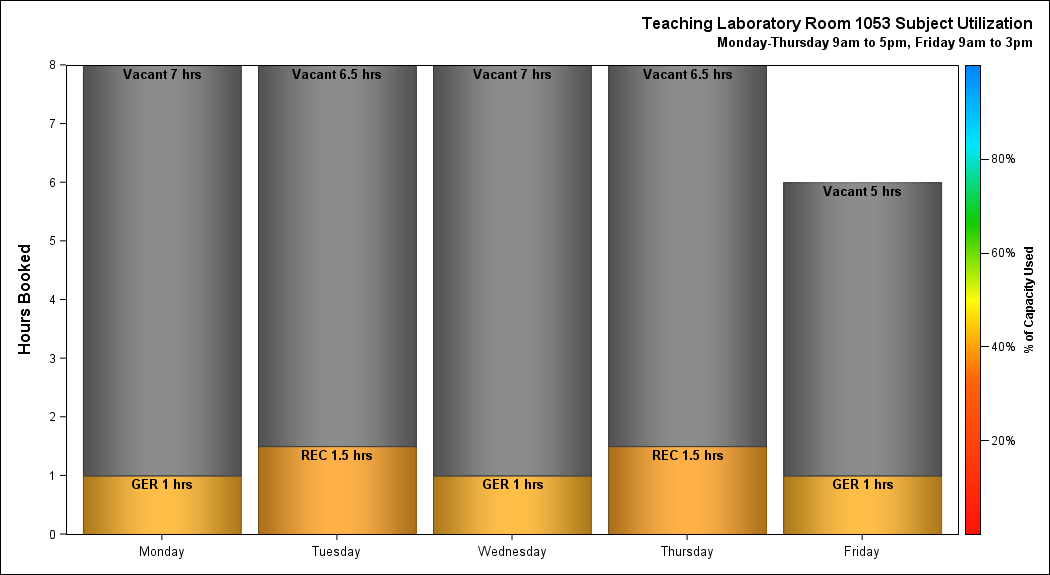 Teaching Laboratory Room 1053 Subject Utilization
Monday-Thursday 9am to 5pm, Friday 9am to 3pm
Hours Booked
8
7
6
5
4
3
2
1
0
Vacant 7 hrs
Vacant 6.5 hrs
Vacant 7 hrs
Vacant 6.5 hrs
Vacant 5 hrs
GER 1 hrs
REC 1.5 hrs
GER 1 hrs
REC 1.5 hrs
GER 1 hrs
Monday
Tuesday
Wednesday
Thursday
Friday
80%
60%
40%
20%
% of Capacity Used